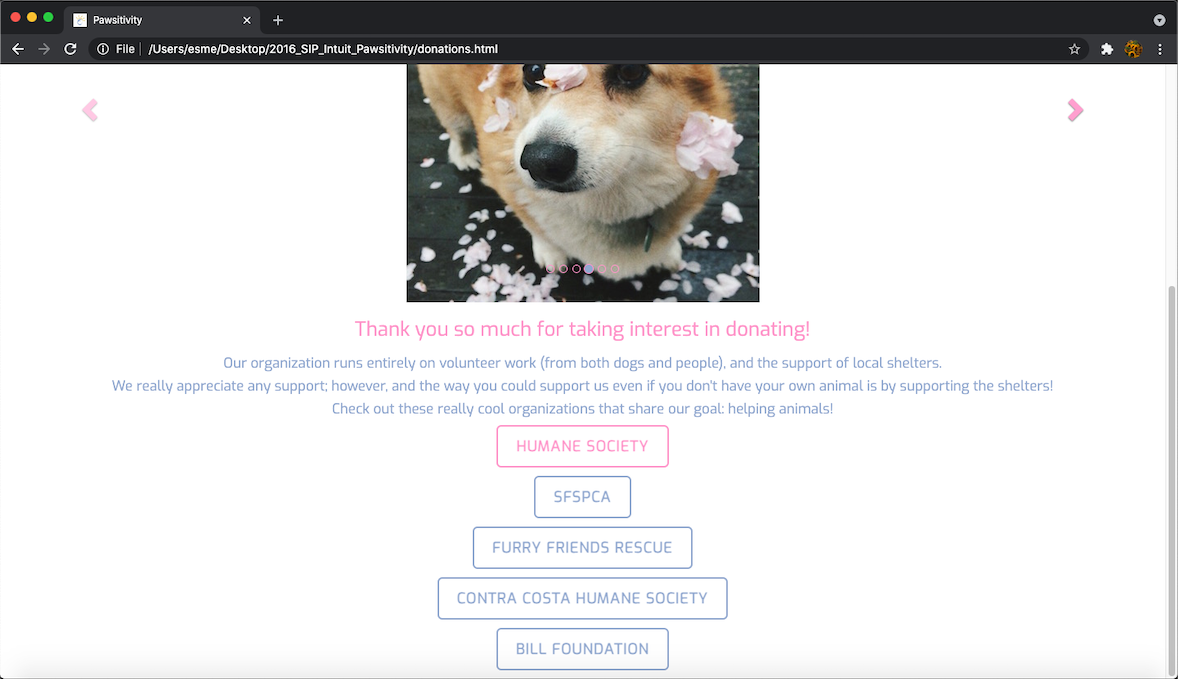 Pawsitivity
File
/Users/esme/Desktop/2016_SIP_Intuit_Pawsitivity/donations.html
Thank you so much for taking interest in donating!
Our organization runs entirely on volunteer work (from both dogs and people), and the support of local shelters.
We really appreciate any support; however, and the way you could support us even if you don't have your own animal is by supporting the shelters!
Check out these really cool organizations that share our goal: helping animals!
HUMANE SOCIETY
SFSPCA
FURRY FRIENDS RESCUE
CONTRA COSTA HUMANE SOCIETY
BILL FOUNDATION